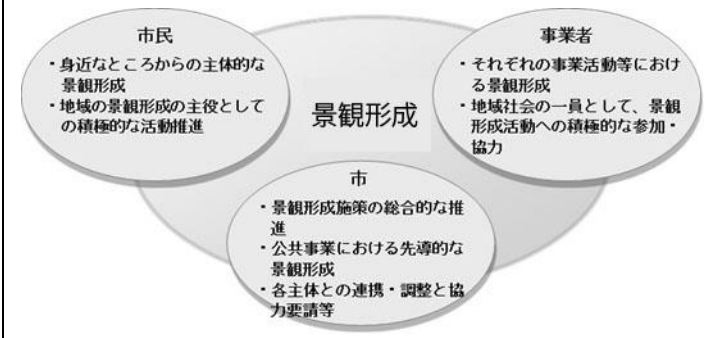 市民
・身近なところからの主体的な
景観形成
・地域の景観形成の主役として
の積極的な活動推進
景観形成
事業者
・それぞれの事業活動等におけ
る景観形成
・地域社会の一員として、景観
形成活動への積極的な参加・
協力
市
・景観形成施策の総合的な推
進
・公共事業における先導的な
景観形成
・各主体との連携・調整と協
力要請等